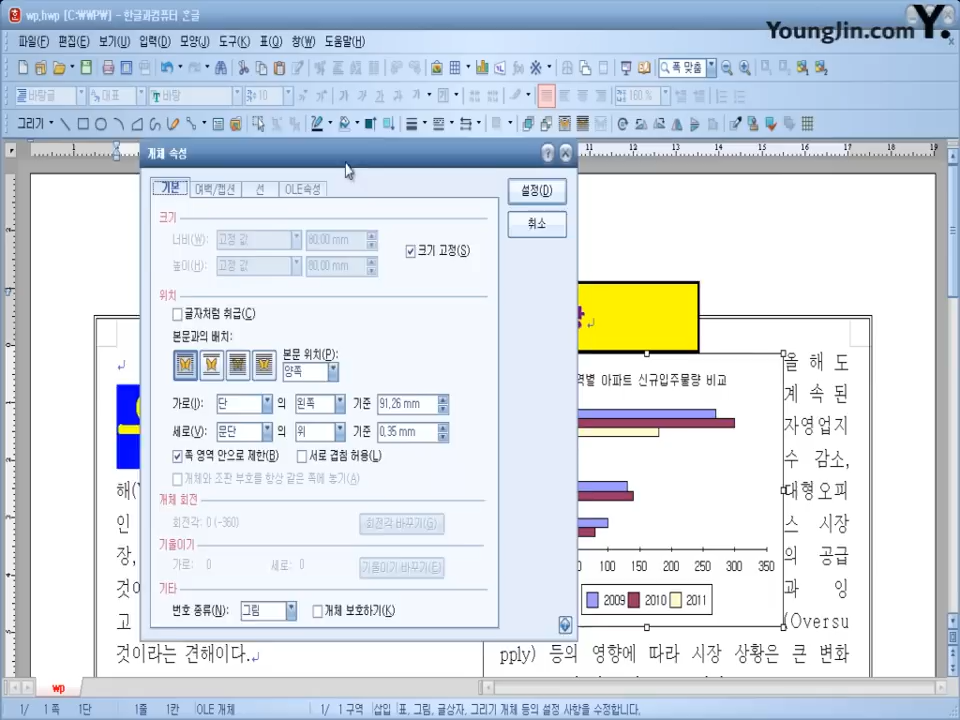 wp.hwp [C:₩WPW] - 한글과컴퓨터 흔글
YoungJin.com Y.
파일(F) 편집(E) 보기(U) 입력(D) 모양(J) 도구(K) 표(Q) 창(W) 도움말(H)
쪽 맞춤
바탕글 대표 바탕 10 160 %
그리기
1 11 12 13 14 15 16 17 18 19
개체 속성
기본 여백/캡션 선 OLE속성
설정(D)
취소
크기
너비(W): 고정 값 80.00 mm
크기 고정(S)
높이(H): 고정 값 80.00 mm
위치
글자처럼 취급(C)
본문과의 배치:
본문 위치(P):
양쪽
가로(J): 단 의 왼쪽 기준 91.26 mm
세로(V): 문단 의 위 기준 0.35 mm
쪽 영역 안으로 제한(B) 서로 겹침 허용(L)
개체와 조판 부호를 항상 같은 쪽에 놓기(A)
개체 회전
회전각: 0 (-360) 회전각 바꾸기(G)
기울이기
가로: 0 세로: 0 기울이기 바꾸기(E)
기타
번호 종류(N): 그림 개체 보호하기(K)
역별 아파트 신규입주물량 비교
100 150 200 250 300 350
2009 2010 2011
올 해 도
계 속 된
자영업지
수 감소,
대형오피
스 시장
의 공급
과 잉
(Oversu
pply) 등의 영향에 따라 시장 상황은 큰 변화
해(
인
장,
것이
고
것이라는 견해이다.
wp
1/ 1 쪽 1단 1줄 1칸 OLE 개체 1/ 1 구역 삽입 표, 그림, 글상자, 그리기 개체 등의 설정 사항을 수정합니다.